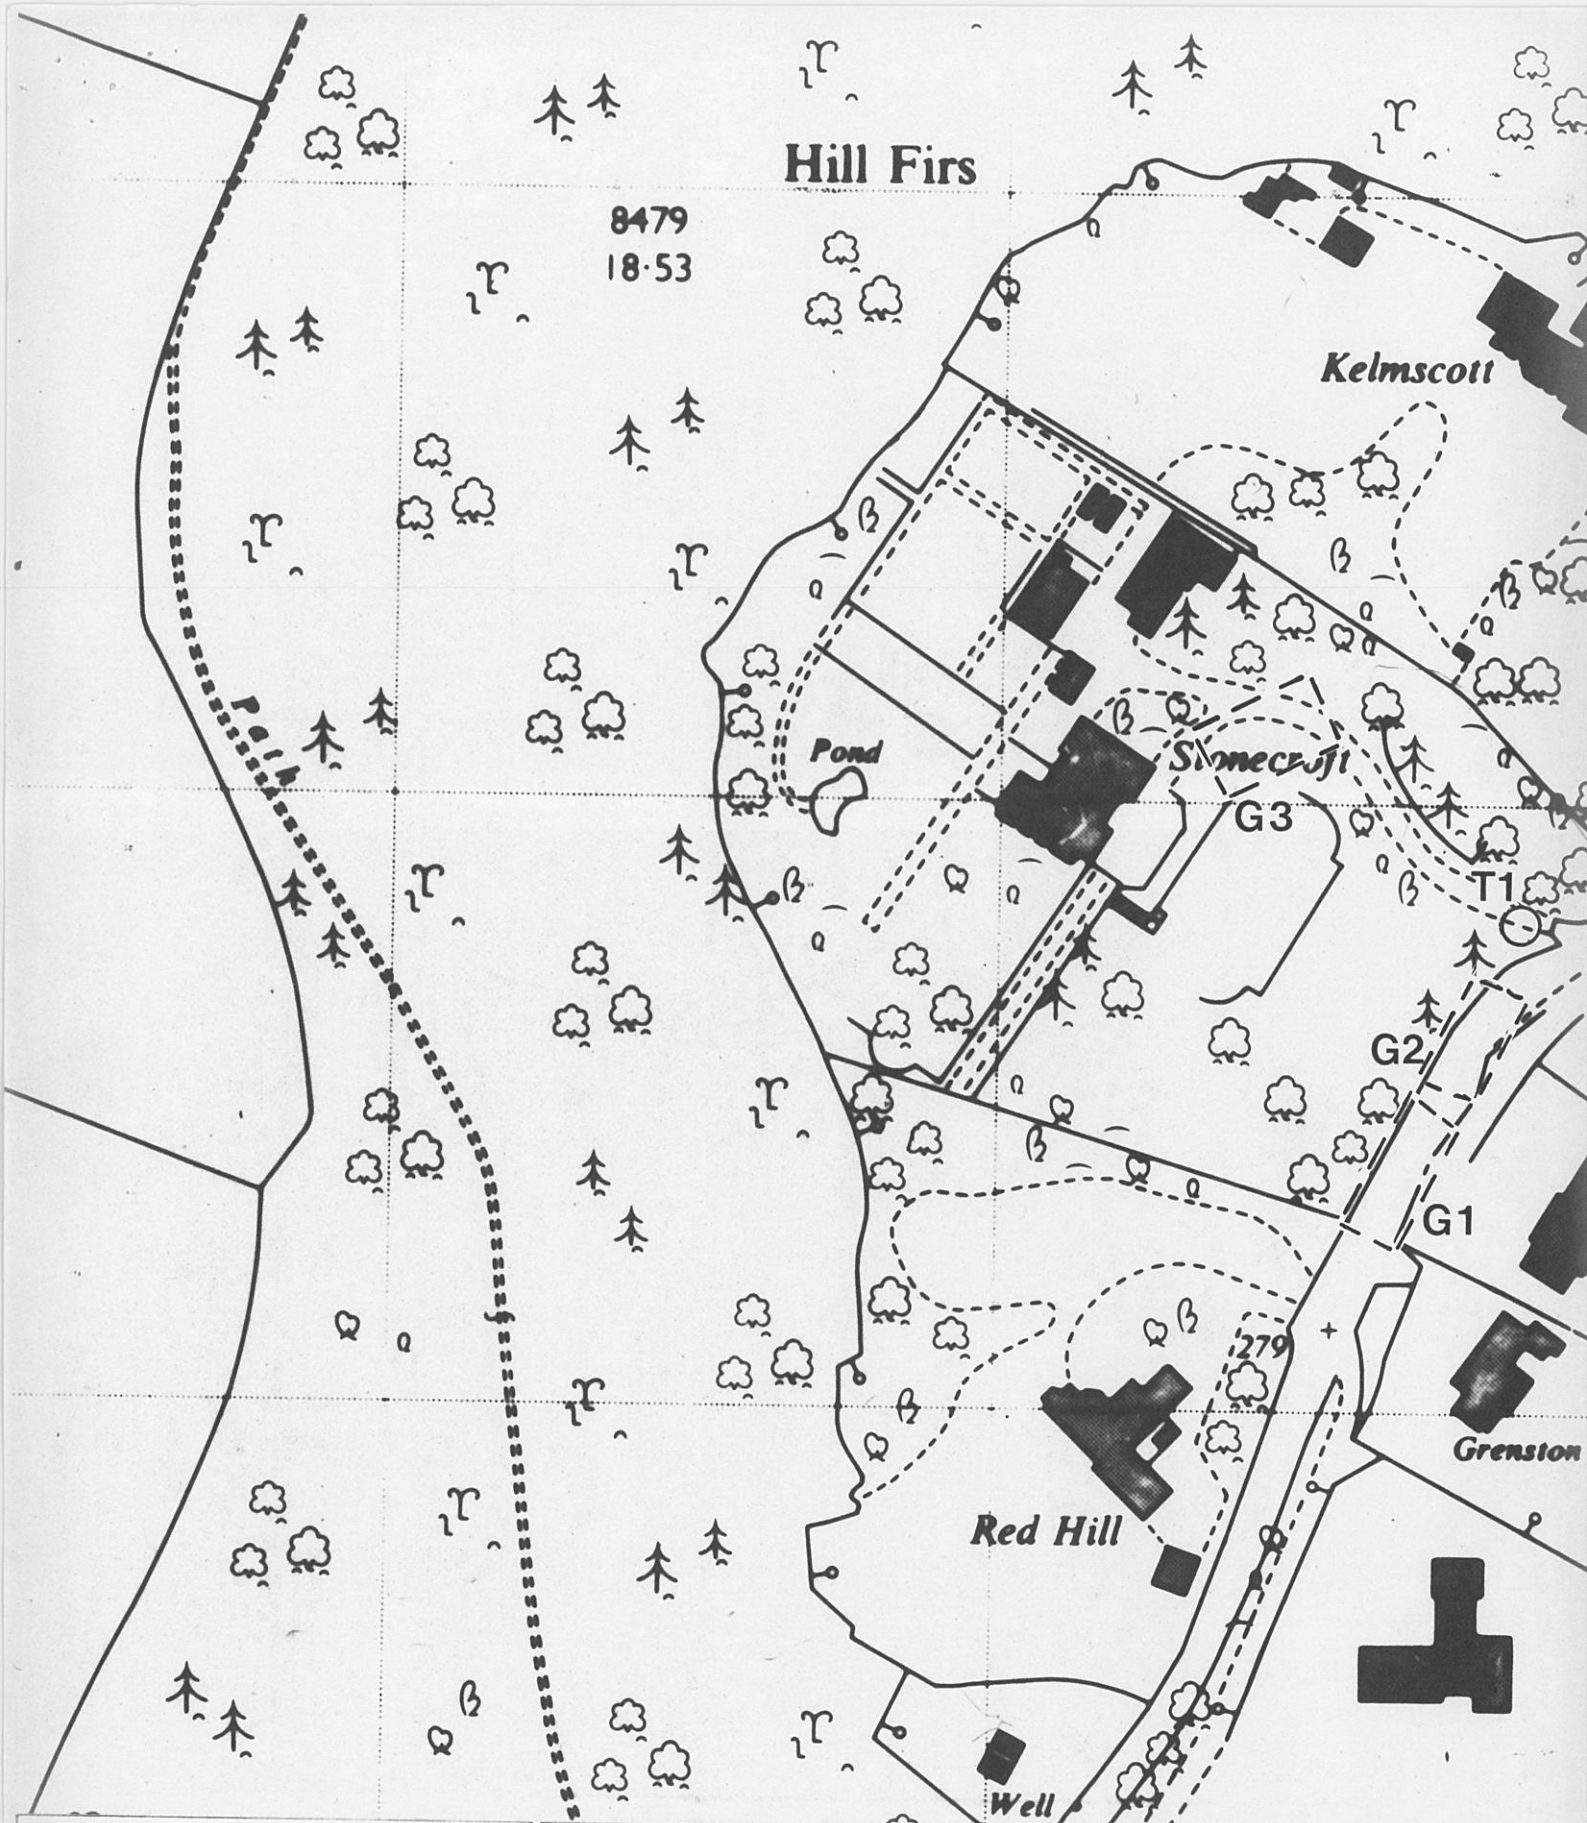 Hill Firs
8479
18·53
Kelmscott
Path
Pond
Stonecroft
G3
T1
G2
G1
279
Grenston
Red Hill
Well